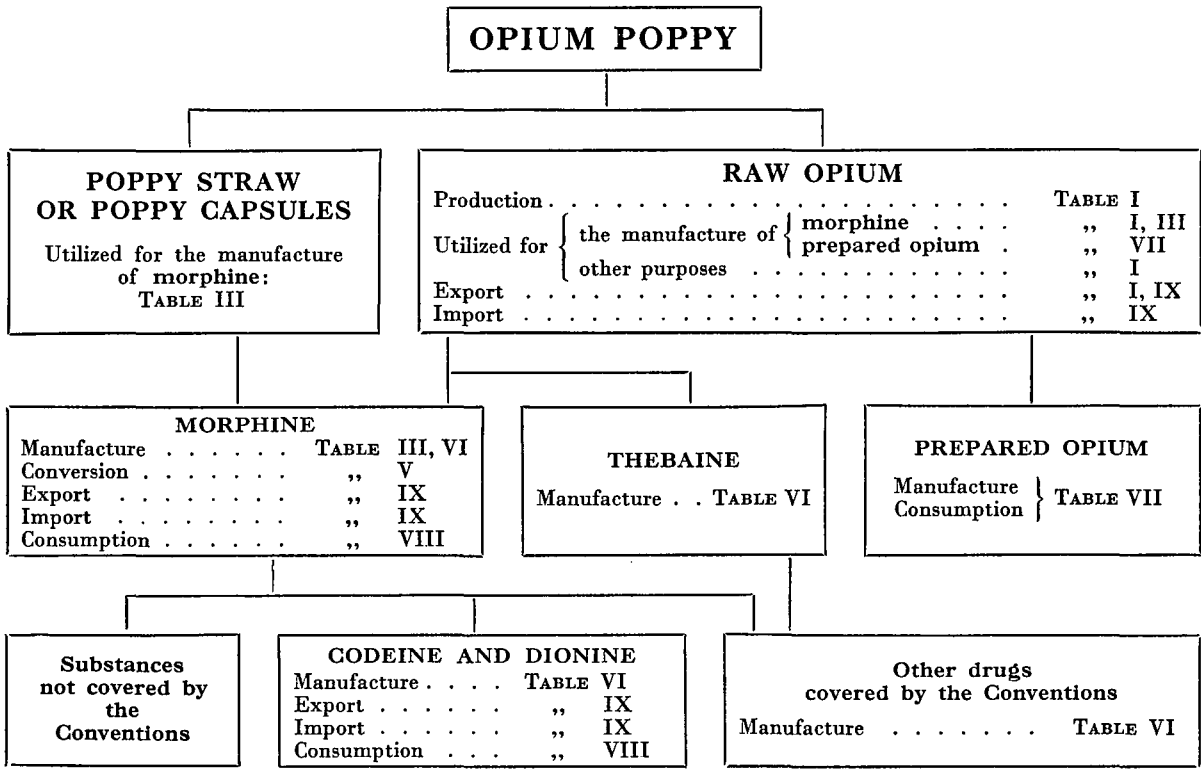 OPIUM POPPY
POPPY STRAW
OR POPPY CAPSULES
Utilized for the manufacture
of morphine:
TABLE III
RAW OPIUM
Production . . . . . . . . . . . . . . . . . . . . TABLE I
Utilized for { the manufacture of { morphine . . . . ,, I, III
prepared opium . ,, VII
other purposes . . . . . . . . . . . . ,, I
Export . . . . . . . . . . . . . . . . . . . . . ,, I, IX
Import . . . . . . . . . . . . . . . . . . . . . ,, IX
MORPHINE
Manufacture . . . . . . TABLE III, VI
Conversion . . . . . . . ,, V
Export . . . . . . . . ,, IX
Import . . . . . . . . ,, IX
Consumption . . . . . . ,, VIII
THEBAINE
Manufacture . . TABLE VI
PREPARED OPIUM
Manufacture
Consumption } TABLE VII
Substances
not covered by
the
Conventions
CODEINE AND DIONINE
Manufacture . . . . TABLE VI
Export . . . . . . ,, IX
Import . . . . . . ,, IX
Consumption . . . ,, VIII
Other drugs
covered by the Conventions
Manufacture . . . . . . . TABLE VI